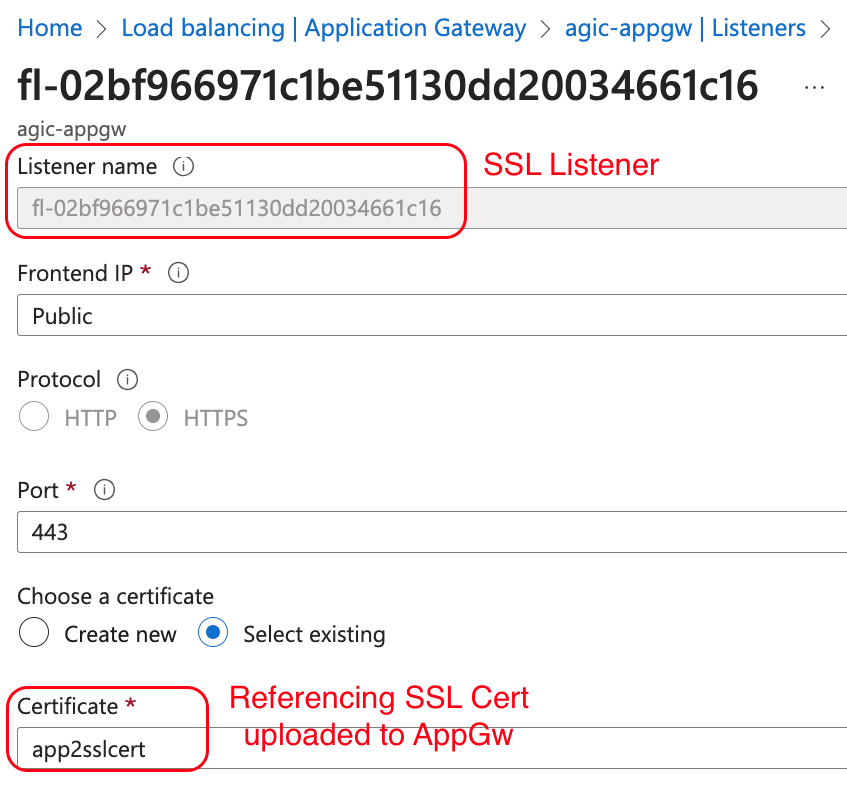 Home > Load balancing | Application Gateway > agic-appgw | Listeners >
fl-02bf966971c1be51130dd20034661c16 ...
agic-appgw
Listener name
SSL Listener
fl-02bf966971c1be51130dd20034661c16
Frontend IP *
Public
Protocol
HTTP HTTPS
Port *
443
Choose a certificate
Create new Select existing
Certificate *
Referencing SSL Cert
uploaded to AppGw
app2sslcert